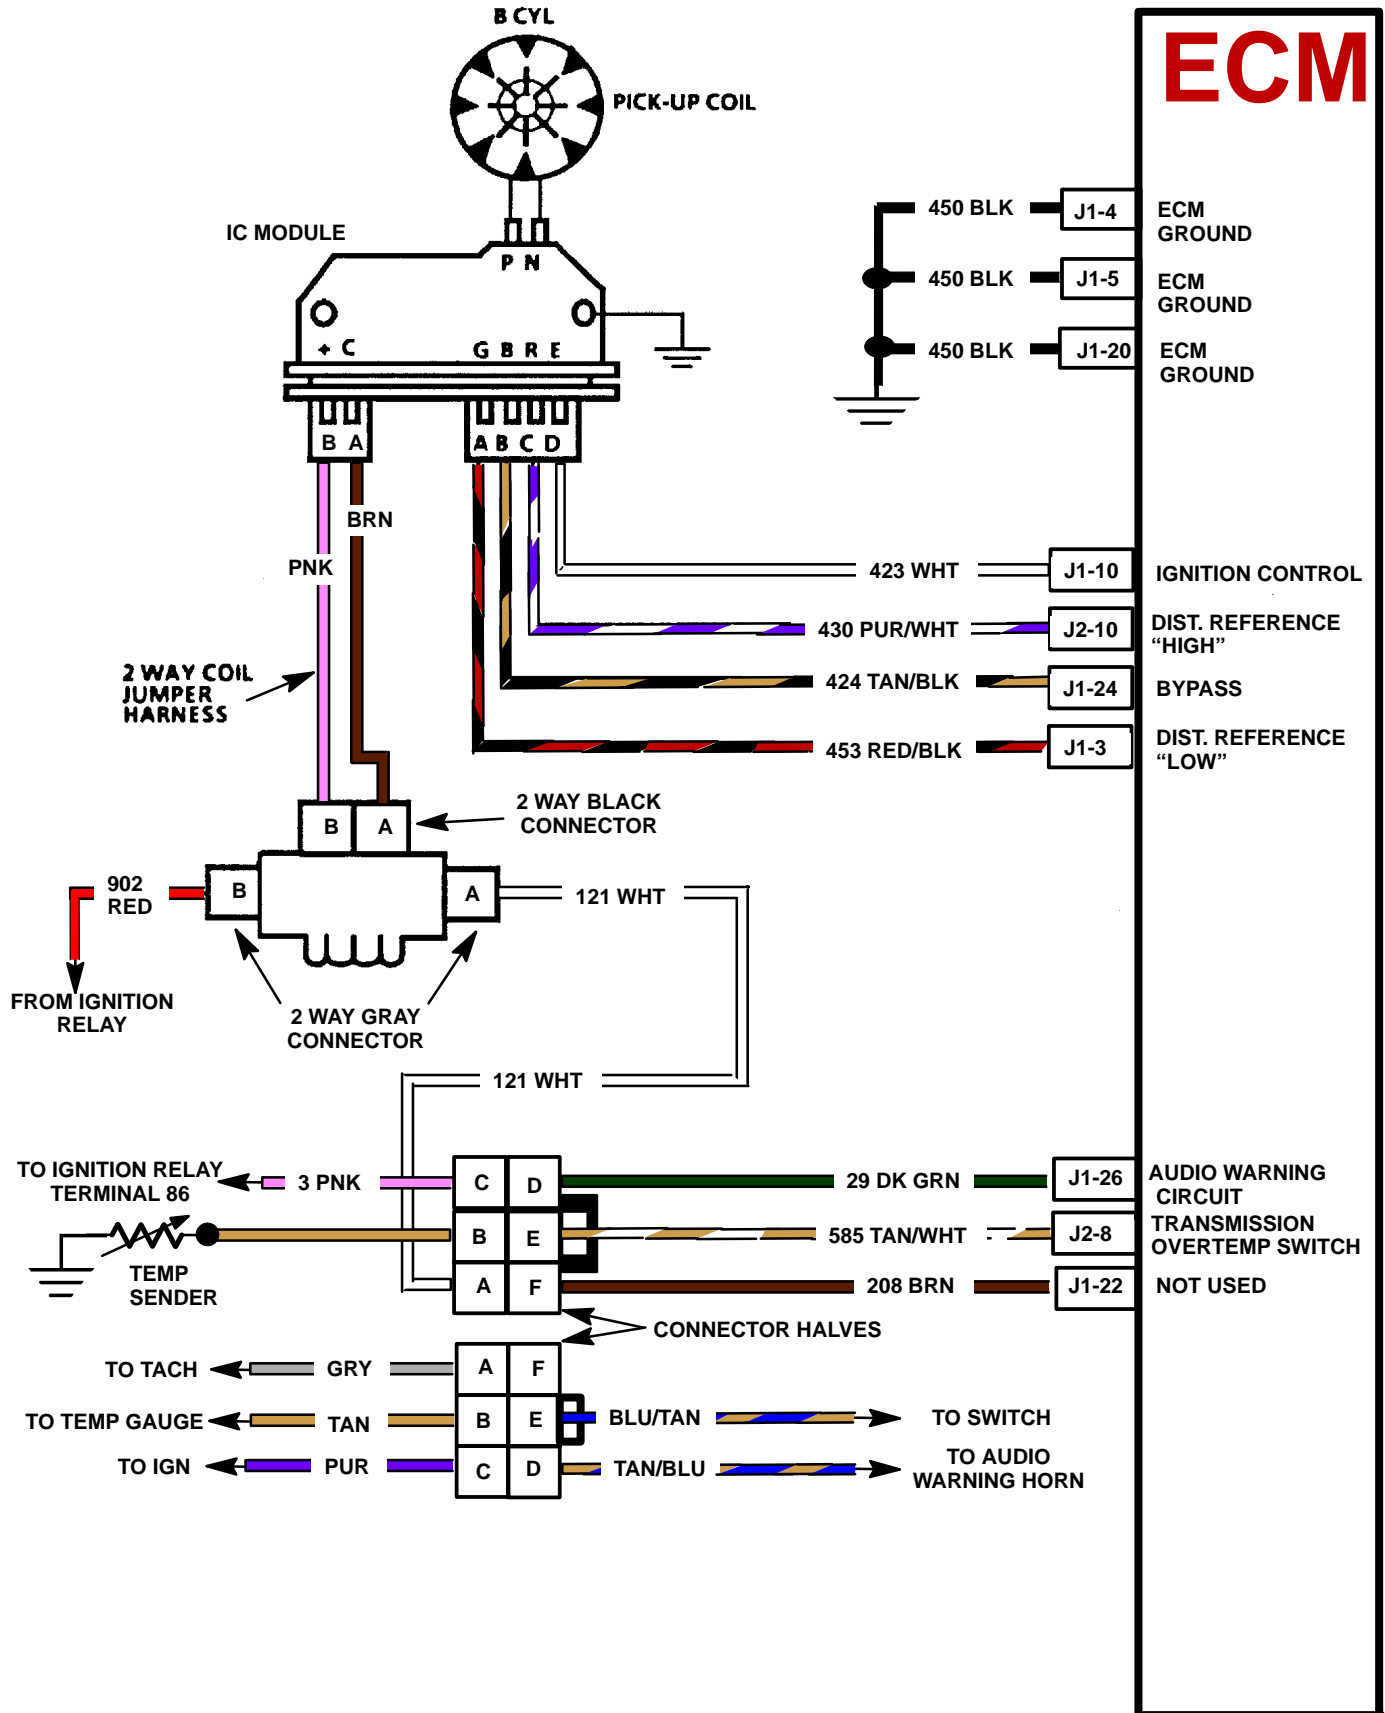 B CYL
ECM
PICK-UP COIL
450 BLK J1-4 ECM
GROUND
IC MODULE
P N
450 BLK J1-5 ECM
GROUND
+ C G B R E
450 BLK J1-20 ECM
GROUND
B A A B C D
BRN
PNK
423 WHT J1-10 IGNITION CONTROL
430 PUR/WHT J2-10 DIST. REFERENCE
“HIGH”
2 WAY COIL
JUMPER
HARNESS
424 TAN/BLK J1-24 BYPASS
453 RED/BLK J1-3 DIST. REFERENCE
“LOW”
2 WAY BLACK
CONNECTOR
B A
902
RED
B A
121 WHT
FROM IGNITION
RELAY
2 WAY GRAY
CONNECTOR
121 WHT
TO IGNITION RELAY
TERMINAL 86
3 PNK C D 29 DK GRN J1-26 AUDIO WARNING
CIRCUIT
B E 585 TAN/WHT J2-8 TRANSMISSION
OVERTEMP SWITCH
TEMP
SENDER
A F 208 BRN J1-22 NOT USED
CONNECTOR HALVES
TO TACH GRY A F
TO TEMP GAUGE TAN B E BLU/TAN TO SWITCH
TO IGN PUR C D TAN/BLU TO AUDIO
WARNING HORN